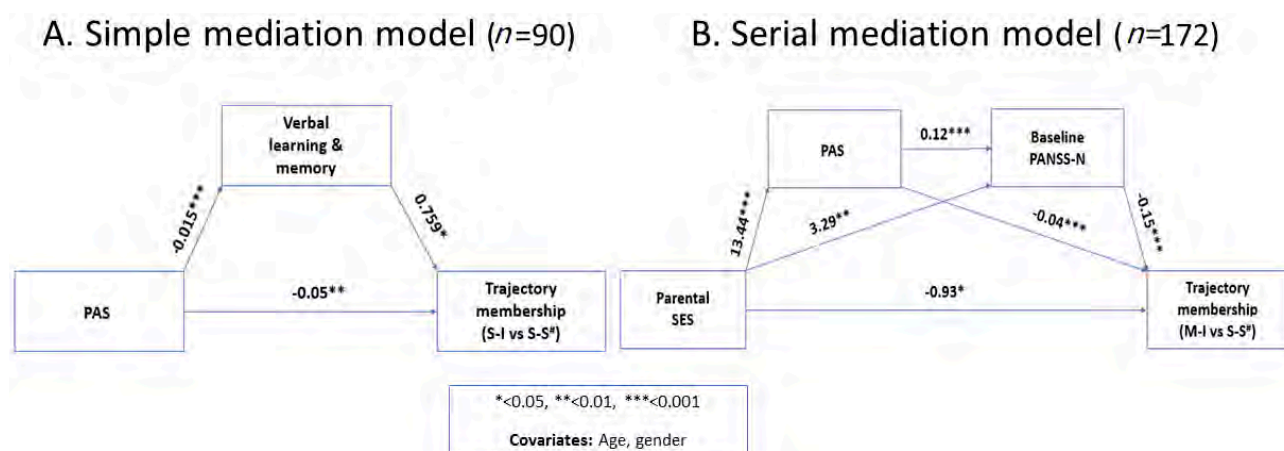 A. Simple mediation model (n=90)
Verbal
learning &
memory
-0.015***
0.759*
PAS
-0.05**
Trajectory
membership
(S-I vs S-S#)
B. Serial mediation model (n=172)
PAS
0.12***
Baseline
PANSS-N
13.44***
3.29**
-0.04***
-0.15***
Parental
SES
-0.93*
Trajectory
membership
(M-I vs S-S#)
*<0.05, **<0.01, ***<0.001
Covariates: Age, gender